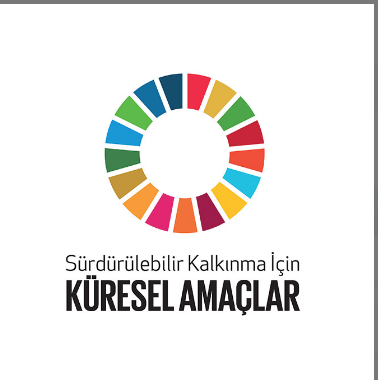 Sürdürülebilir Kalkınma İçin
KÜRESEL AMAÇLAR